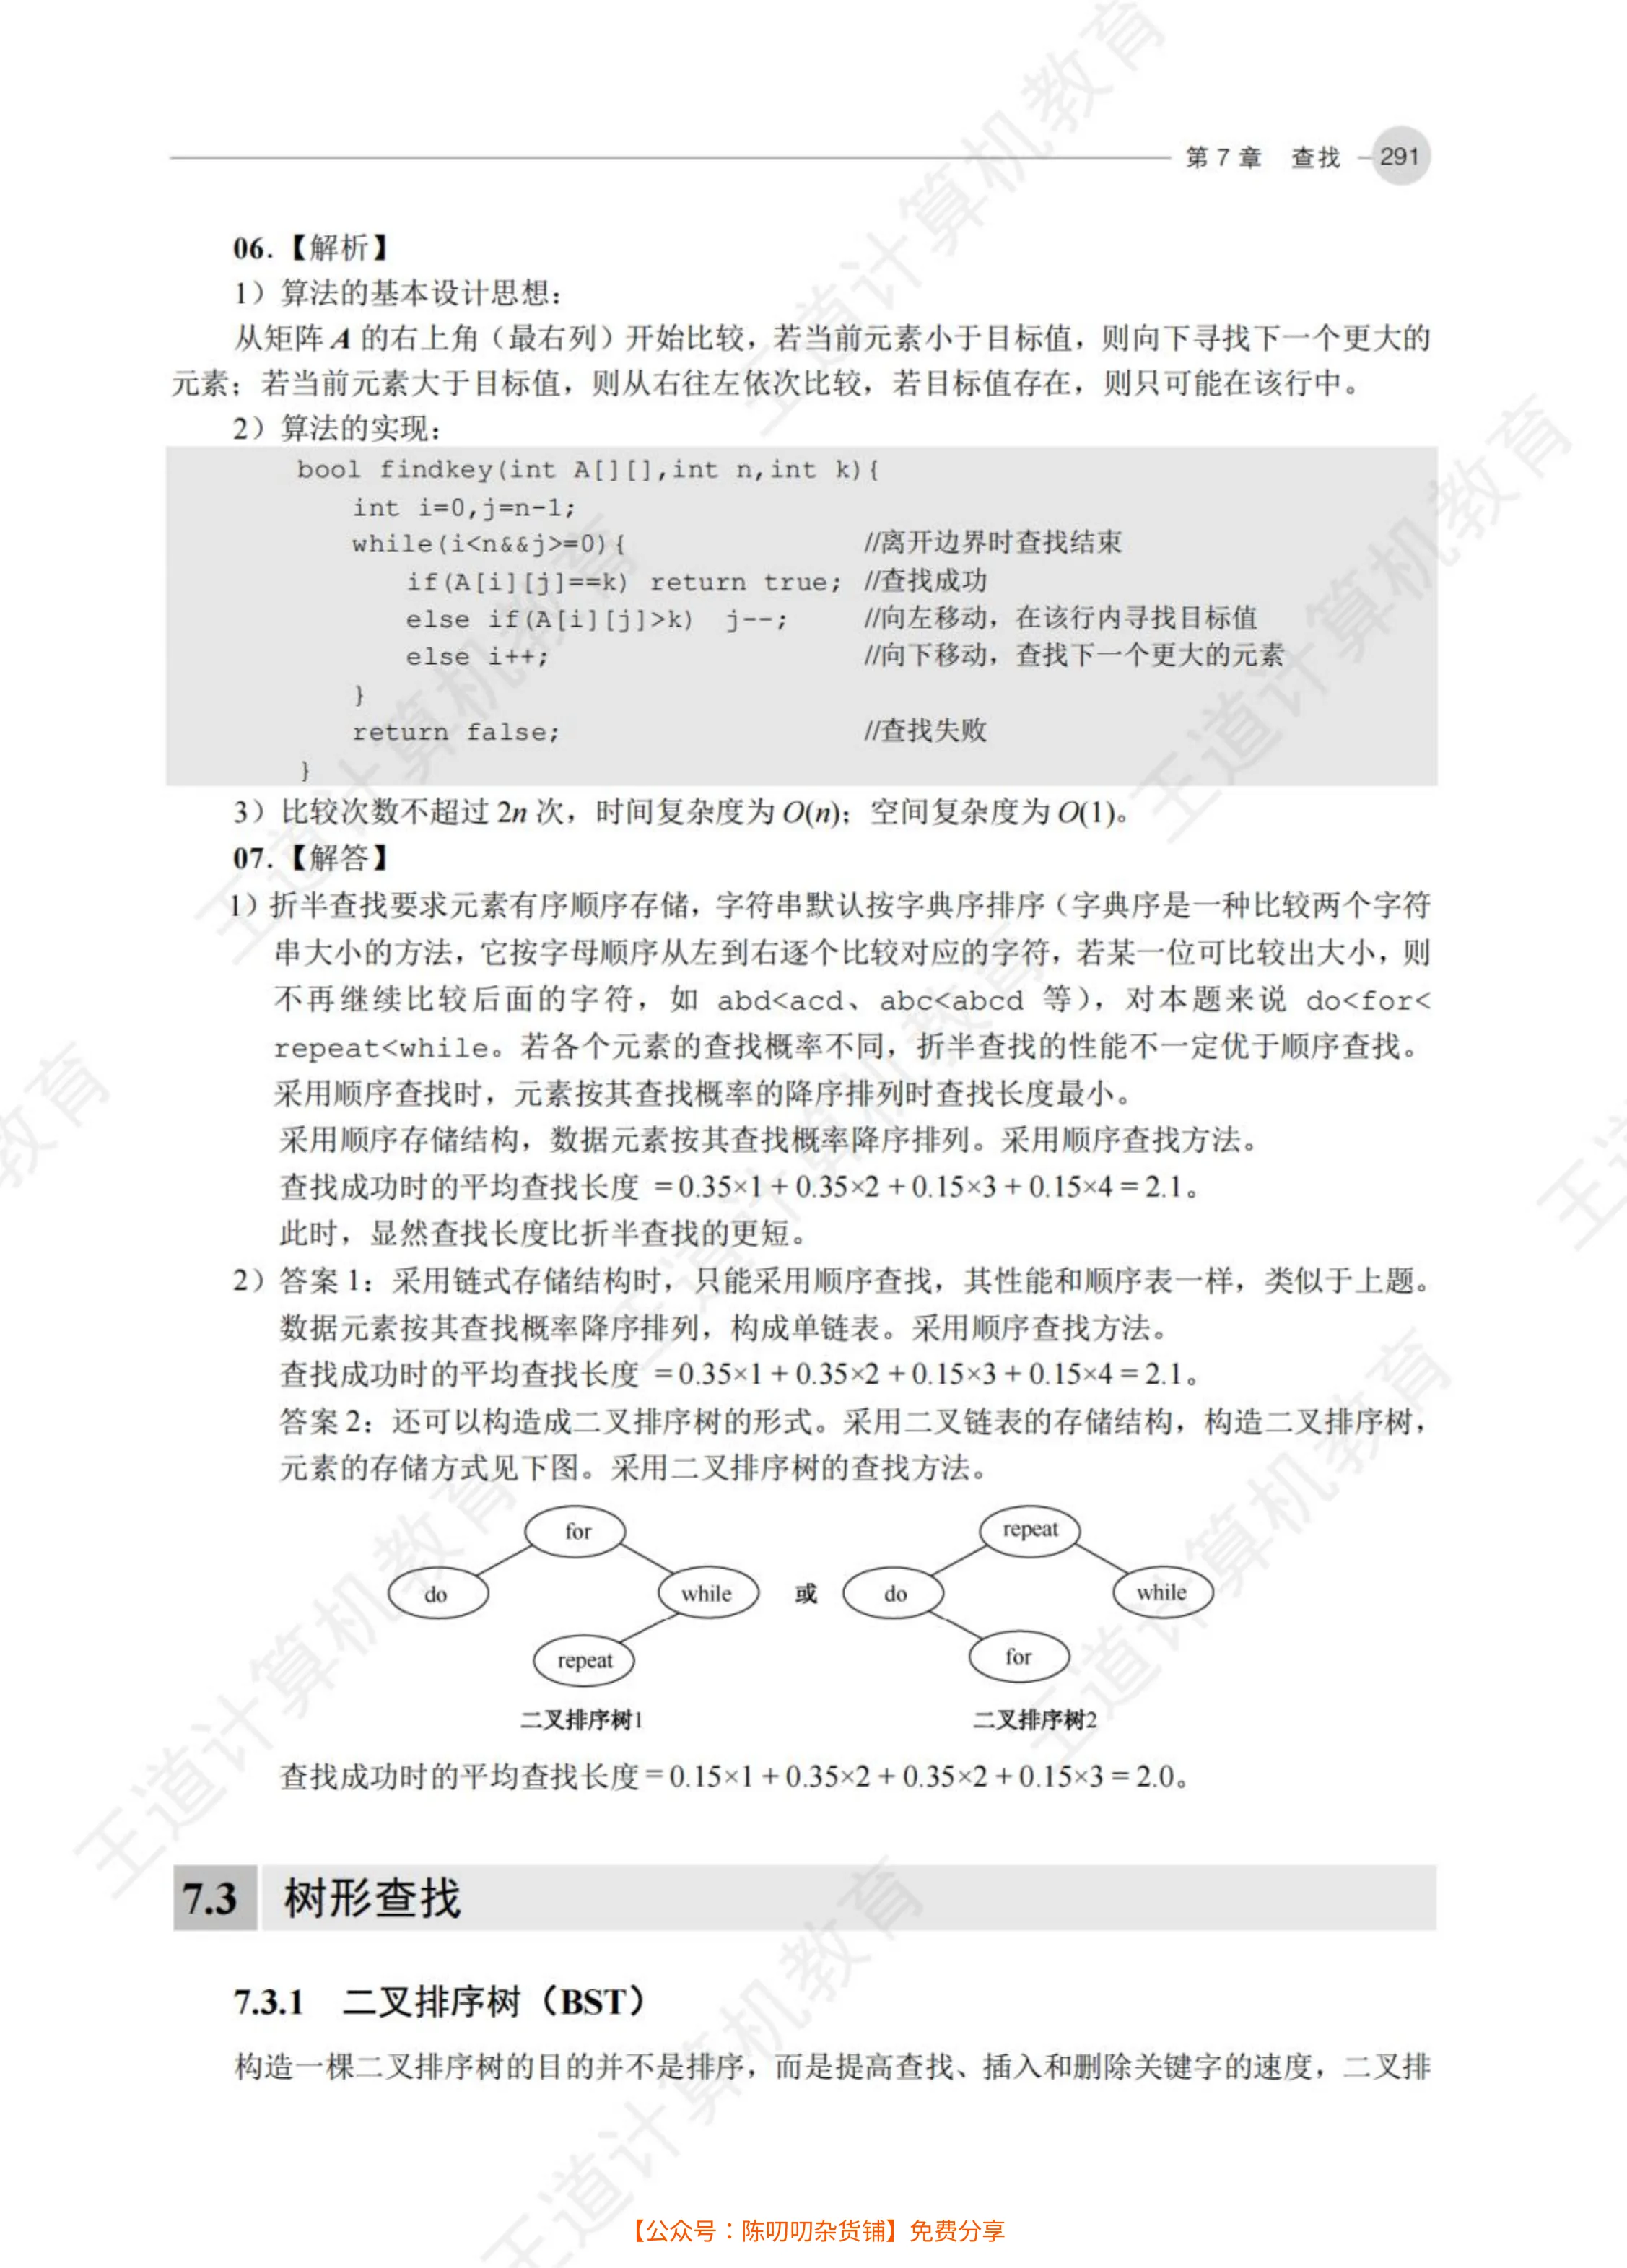 第 7 章 查找 291
06.【解析】
1）算法的基本设计思想：
从矩阵 A 的右上角（最右列）开始比较，若当前元素小于目标值，则向下寻找下一个更大的
元素；若当前元素大于目标值，则从右往左依次比较，若目标值存在，则只可能在该行中。
2）算法的实现：
bool findkey(int A[][],int n,int k){
int i=0,j=n-1;
while(i<n&&j>=0){ //离开边界时查找结束
if(A[i][j]==k) return true; //查找成功
else if(A[i][j]>k) j--; //向左移动，在该行内寻找目标值
else i++; //向下移动，查找下一个更大的元素
}
return false; //查找失败
}
3）比较次数不超过 2n 次，时间复杂度为 O(n)；空间复杂度为 O(1)。
07.【解答】
1）折半查找要求元素有序顺序存储，字符串默认按字典序排序（字典序是一种比较两个字符
串大小的方法，它按字母顺序从左到右逐个比较对应的字符，若某一位可比较出大小，则
不再继续比较后面的字符，如 abd<acd、abc<abcd 等），对本题来说 do<for<
repeat<while。若各个元素的查找概率不同，折半查找的性能不一定优于顺序查找。
采用顺序查找时，元素按其查找概率的降序排列时查找长度最小。
采用顺序存储结构，数据元素按其查找概率降序排列。采用顺序查找方法。
查找成功时的平均查找长度 = 0.35×1 + 0.35×2 + 0.15×3 + 0.15×4 = 2.1。
此时，显然查找长度比折半查找的更短。
2）答案 1：采用链式存储结构时，只能采用顺序查找，其性能和顺序表一样，类似于上题。
数据元素按其查找概率降序排列，构成单链表。采用顺序查找方法。
查找成功时的平均查找长度 = 0.35×1 + 0.35×2 + 0.15×3 + 0.15×4 = 2.1。
答案 2：还可以构造成二叉排序树的形式。采用二叉链表的存储结构，构造二叉排序树，
元素的存储方式见下图。采用二叉排序树的查找方法。
for repeat
do while 或 do while
repeat for
二叉排序树1 二叉排序树2
查找成功时的平均查找长度 = 0.15×1 + 0.35×2 + 0.35×2 + 0.15×3 = 2.0。
7.3 树形查找
7.3.1 二叉排序树（BST）
构造一棵二叉排序树的目的并不是排序，而是提高查找、插入和删除关键字的速度，二叉排
【公众号：陈叨叨杂货铺】免费分享
王道计算机教育